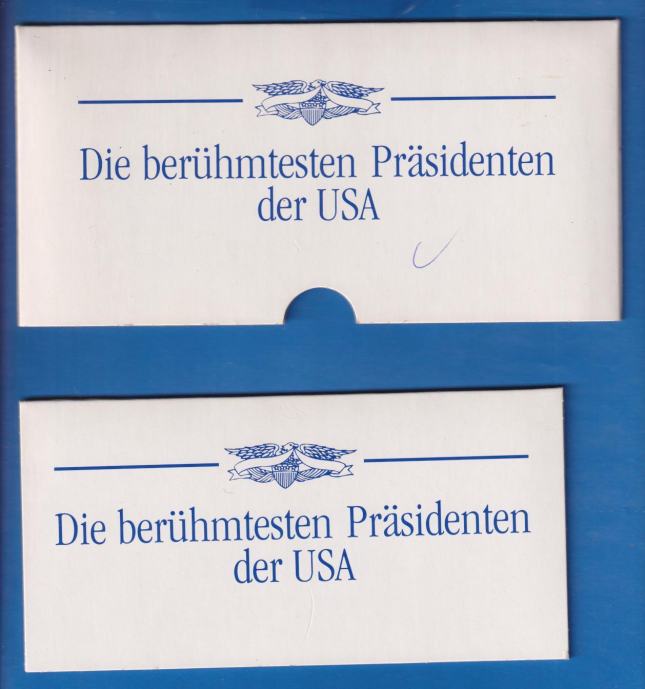 Die berühmtesten Präsidenten
der USA
Die berühmtesten Präsidenten
der USA